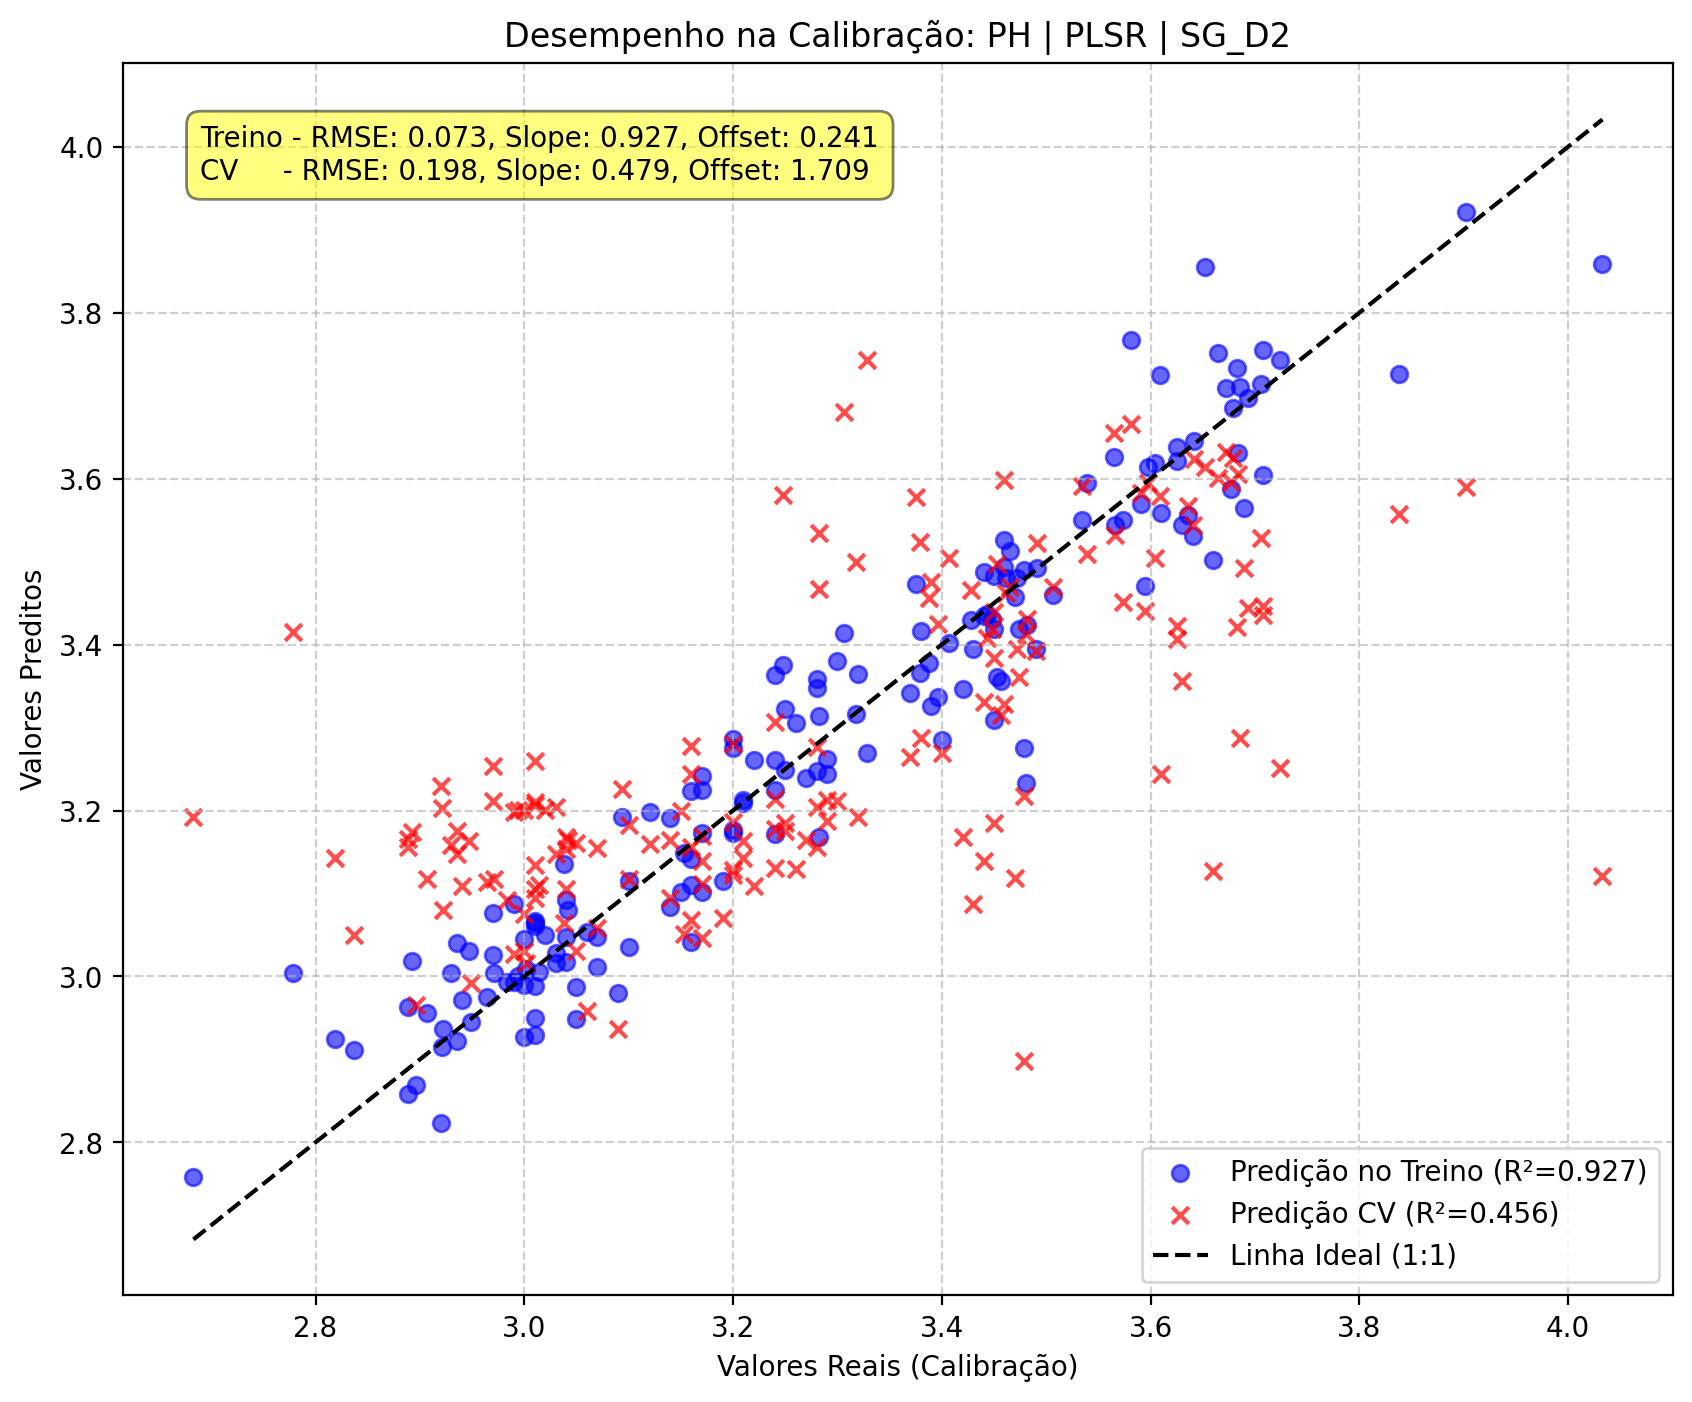 Desempenho na Calibração: PH | PLSR | SG_D2
Treino - RMSE: 0.073, Slope: 0.927, Offset: 0.241
CV     - RMSE: 0.198, Slope: 0.479, Offset: 1.709
Valores Preditos
4.0
3.8
3.6
3.4
3.2
3.0
2.8
Predição no Treino (R²=0.927)
Predição CV (R²=0.456)
Linha Ideal (1:1)
2.8 3.0 3.2 3.4 3.6 3.8 4.0
Valores Reais (Calibração)